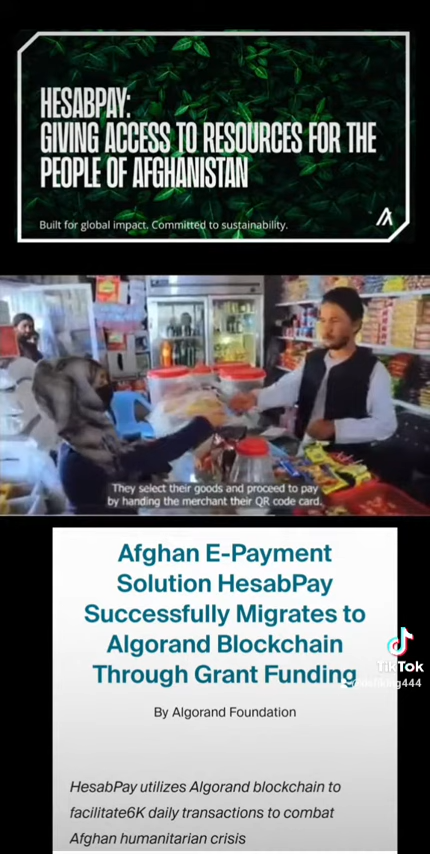 HESABPAY:
GIVING ACCESS TO RESOURCES FOR THE
PEOPLE OF AFGHANISTAN
Built for global impact. Committed to sustainability.
They select their goods and proceed to pay
by handing the merchant their QR code card.
Afghan E-Payment
Solution HesabPay
Successfully Migrates to
Algorand Blockchain
Through Grant Funding
TikTok
By Algorand Foundation
HesabPay utilizes Algorand blockchain to
facilitate6K daily transactions to combat
Afghan humanitarian crisis